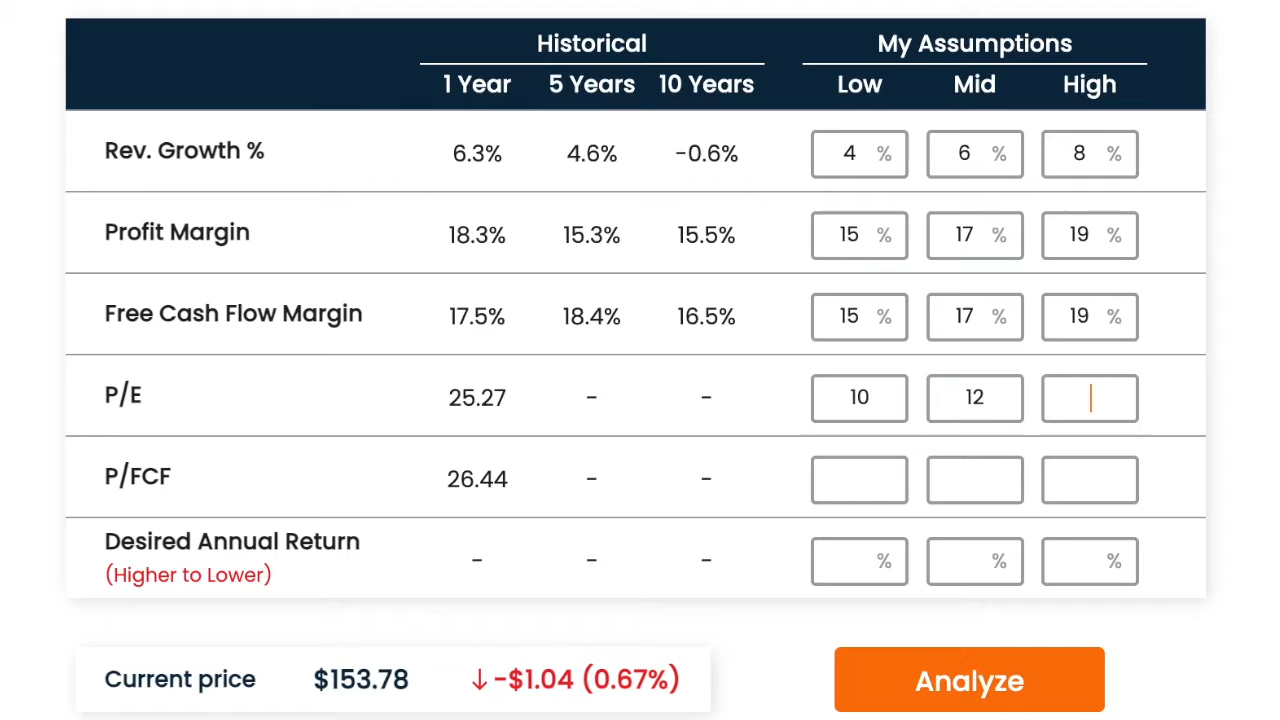 Historical My Assumptions
1 Year 5 Years 10 Years Low Mid High
Rev. Growth % 6.3% 4.6% -0.6% 4 % 6 % 8 %
Profit Margin 18.3% 15.3% 15.5% 15 % 17 % 19 %
Free Cash Flow Margin 17.5% 18.4% 16.5% 15 % 17 % 19 %
P/E 25.27 - - 10 12
P/FCF 26.44 - -
Desired Annual Return - - - % % %
(Higher to Lower)
Current price $153.78 ↓-$1.04 (0.67%) Analyze